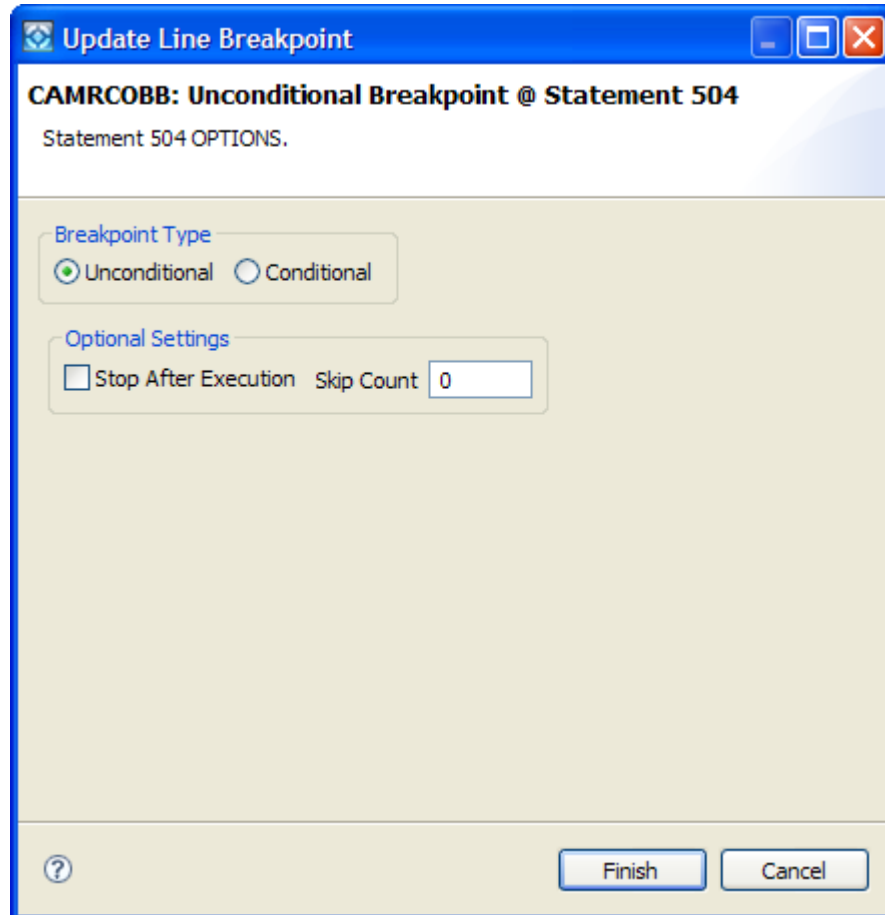 Update Line Breakpoint
CAMRCOBB: Unconditional Breakpoint @ Statement 504
Statement 504 OPTIONS.
Breakpoint Type
Unconditional Conditional
Optional Settings
Stop After Execution Skip Count 0
? Finish Cancel